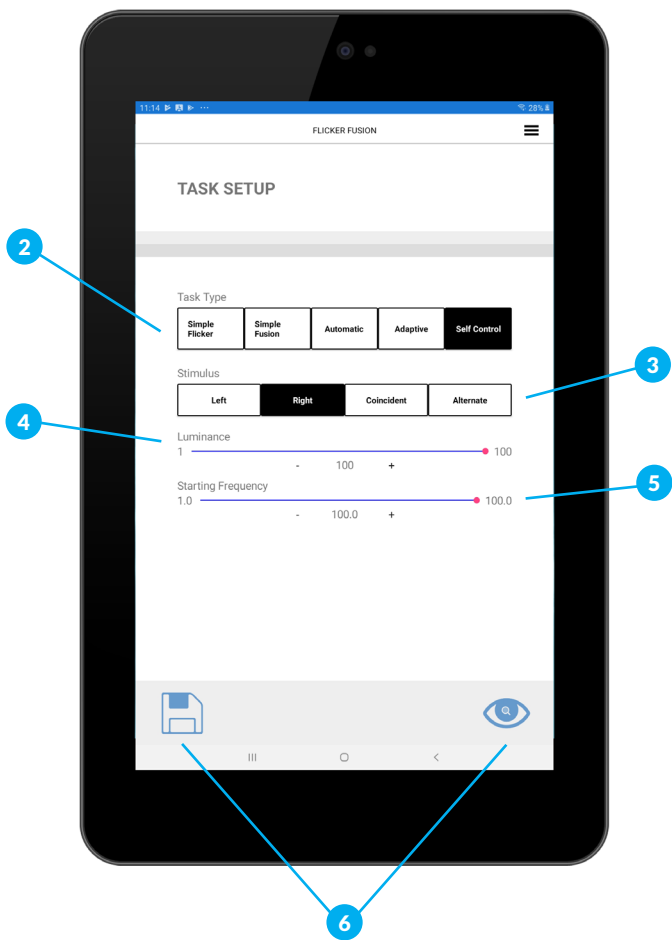 11:14
28%
FLICKER FUSION
TASK SETUP
2
Task Type
Simple Flicker Simple Fusion Automatic Adaptive Self Control
Stimulus
3
Left Right Coincident Alternate
4
Luminance
1 100
- 100 +
Starting Frequency
5
1.0 100.0
- 100.0 +
6